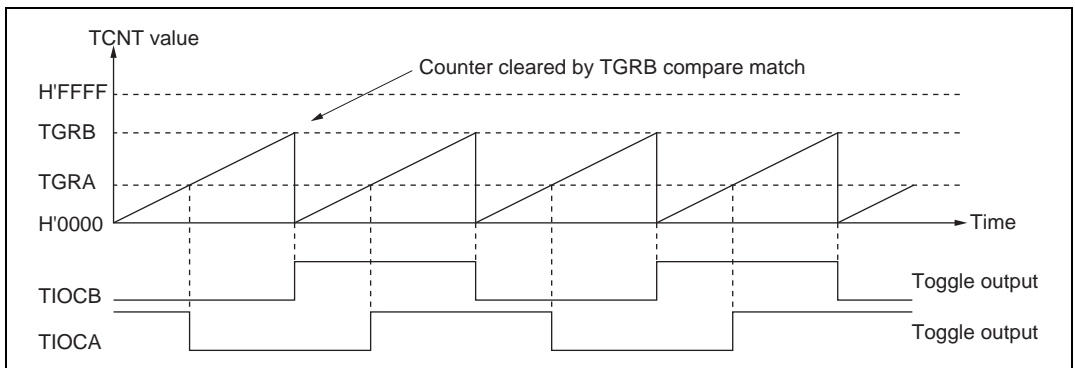 TCNT value
Counter cleared by TGRB compare match
H'FFFF
TGRB
TGRA
H'0000
Time
TIOCB
Toggle output
TIOCA
Toggle output